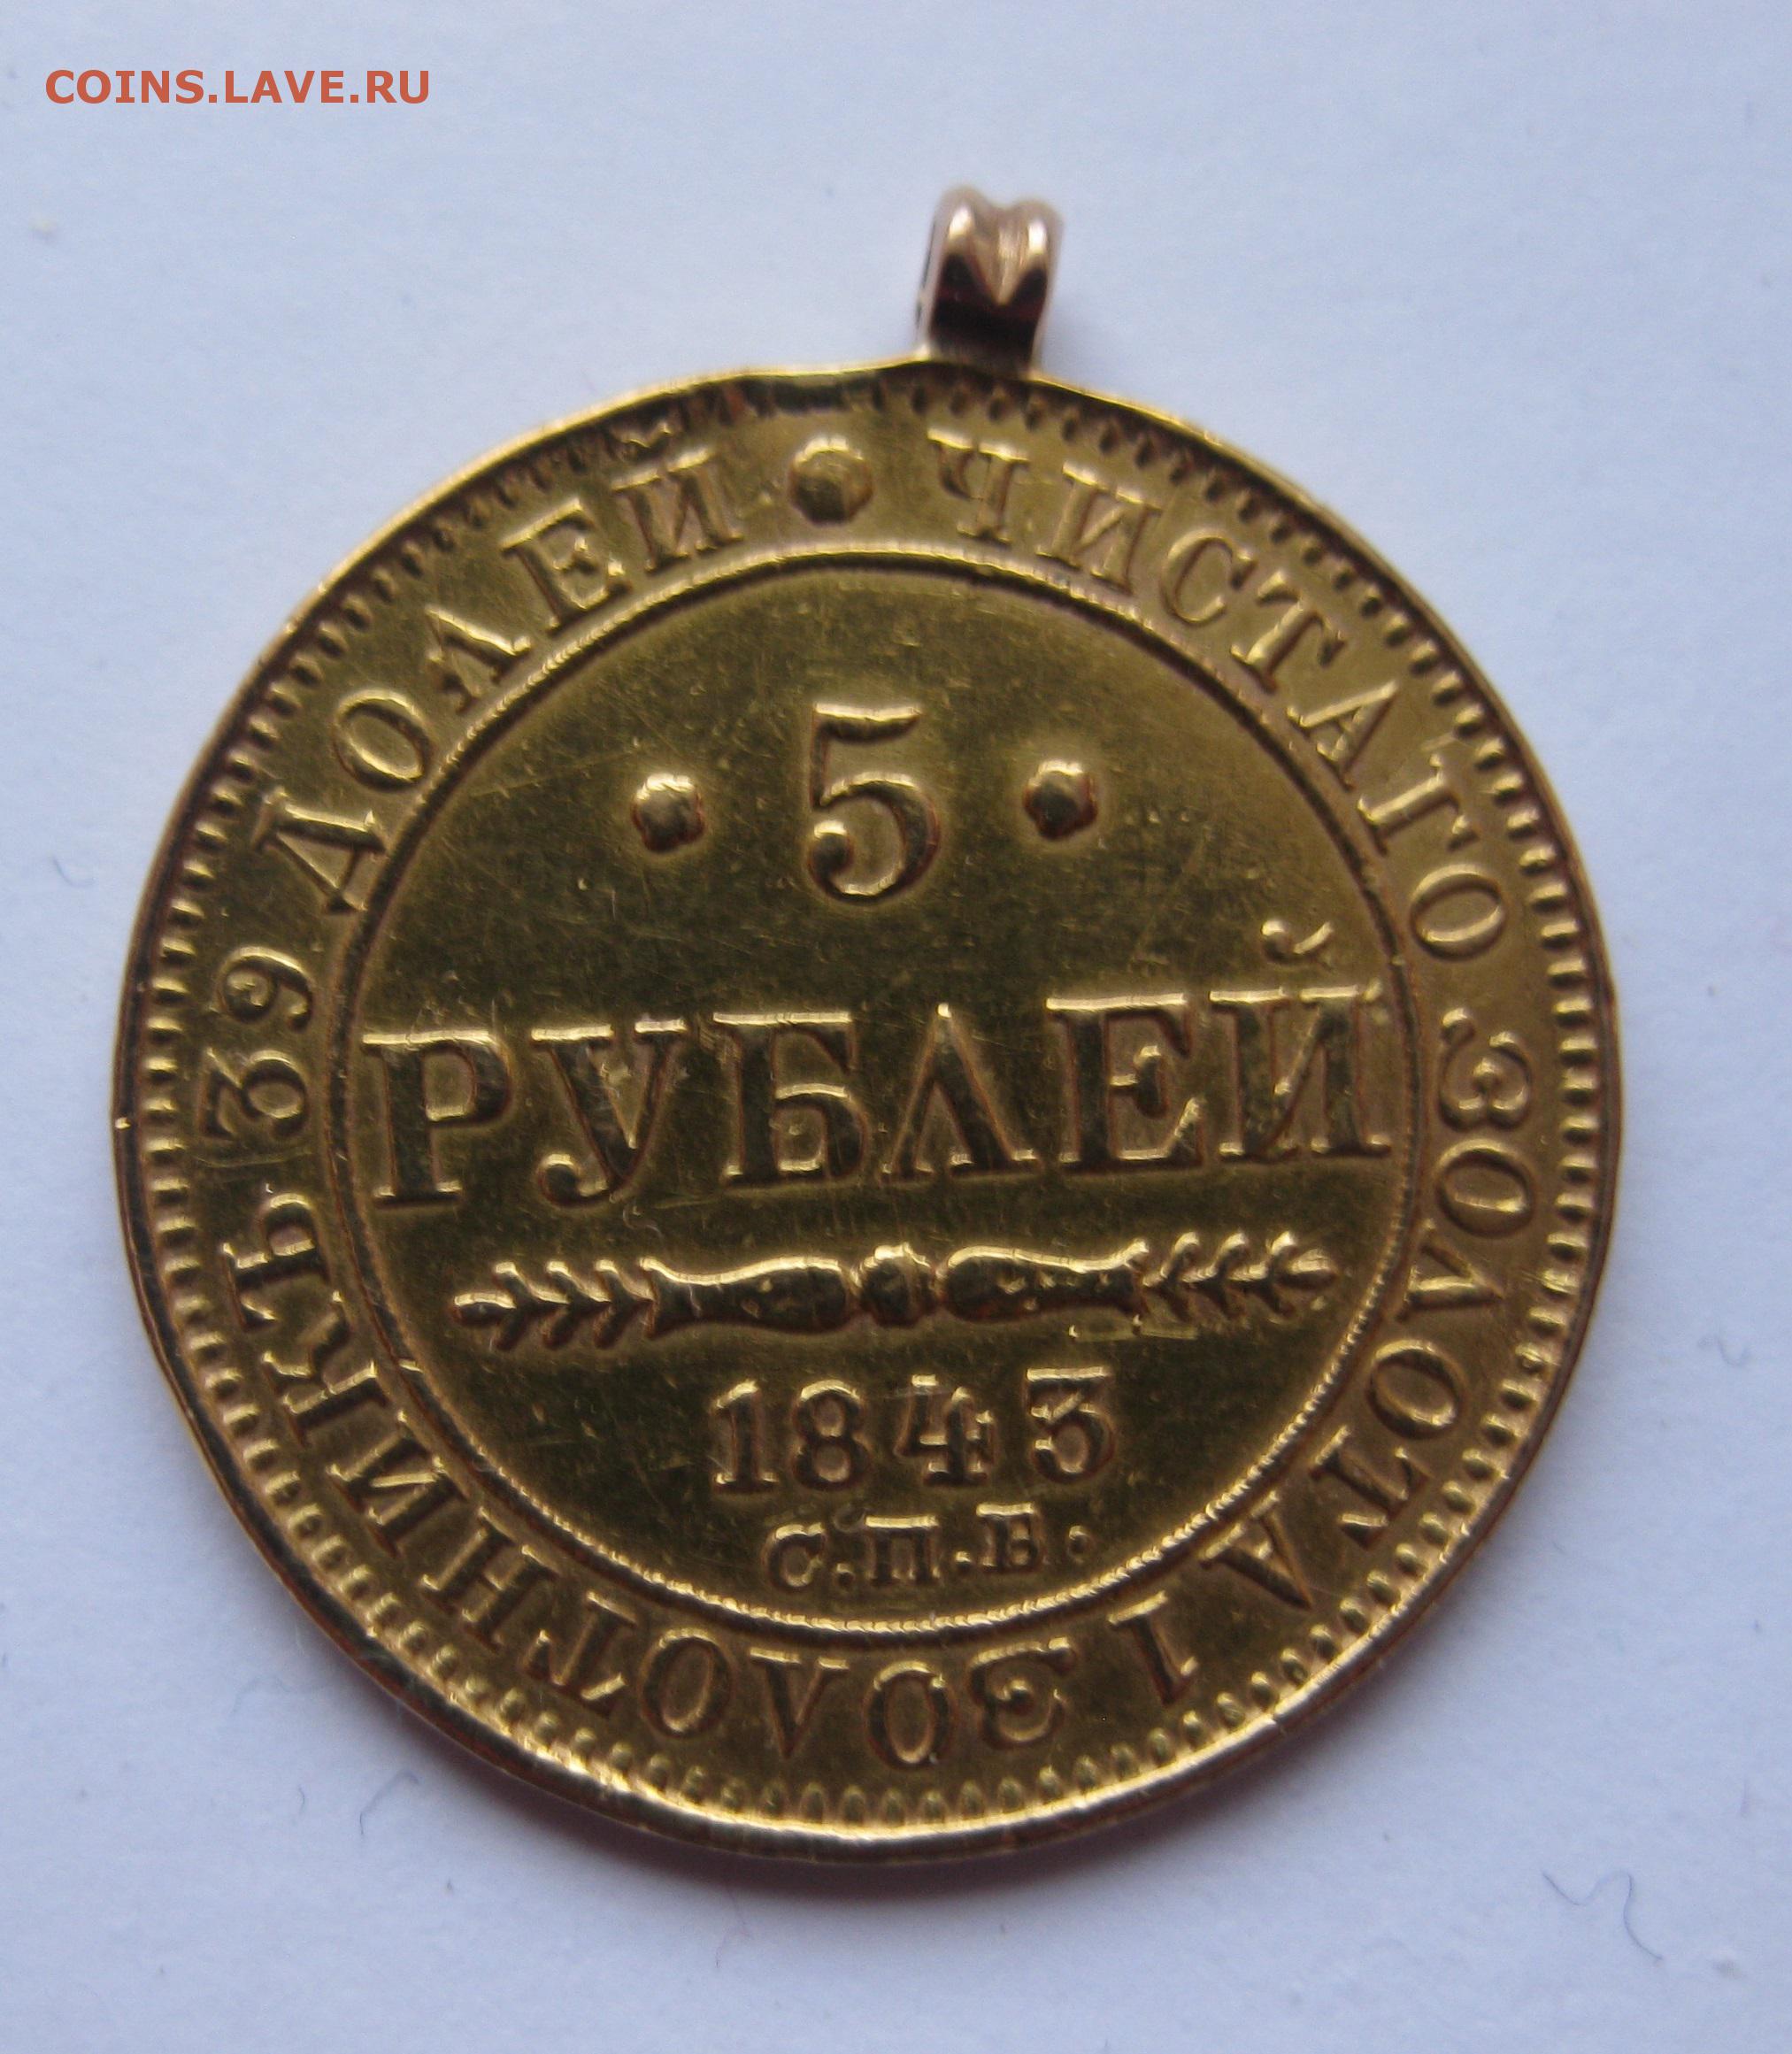 COINS.LAVE.RU
ЧИСТАГО ЗОЛОТА 1 ЗОЛОТНИКЪ 39 ДОЛЕЙ
5
РУБЛЕЙ
1843
С.П.Б.